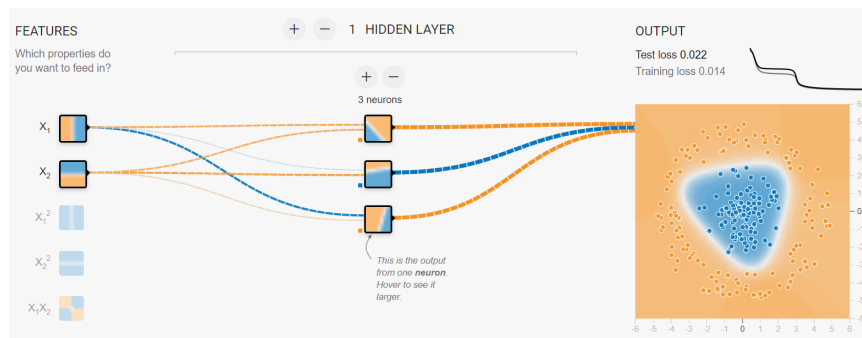 FEATURES
Which properties do
you want to feed in?
+ − 1 HIDDEN LAYER
+ −
3 neurons
OUTPUT
Test loss 0.022
Training loss 0.014
X1
X2
X1²
X2²
X1X2
This is the output
from one neuron.
Hover to see it
larger.
6
5
4
3
2
1
0
-1
-2
-3
-4
-5
-6
-6 -5 -4 -3 -2 -1 0 1 2 3 4 5 6